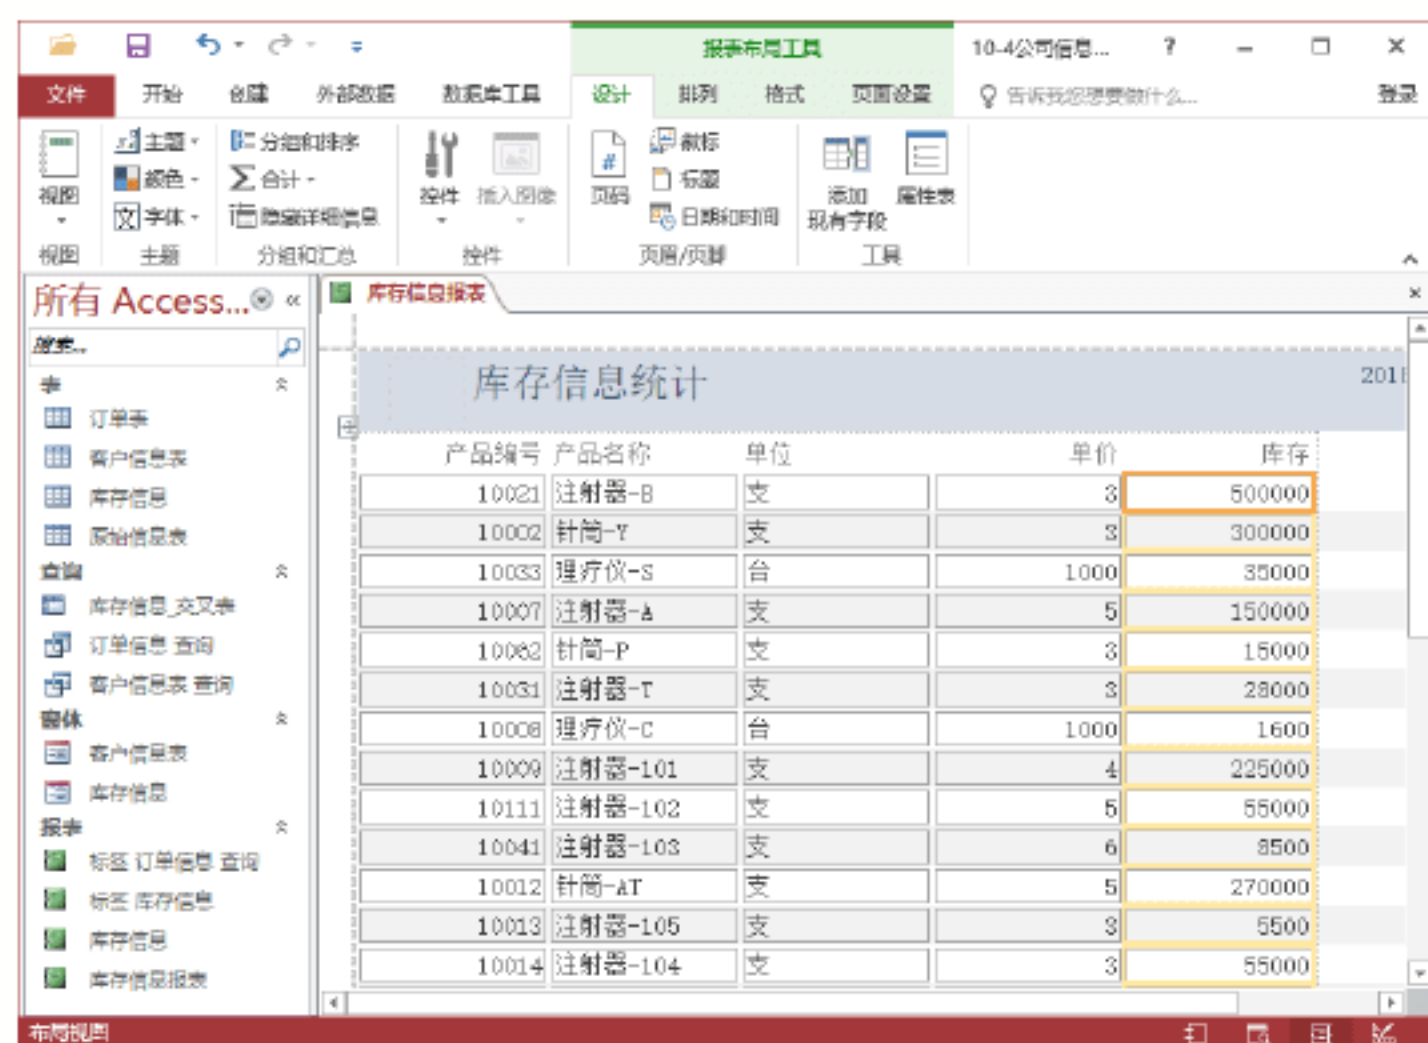 报表布局工具 10-4公司信息... ?
文件 开始 创建 外部数据 数据库工具 设计 排列 格式 页面设置 告诉我您想要做什么... 登录
主题 分组和排序 徽标
颜色 合计 标题
视图 控件 插入图像 页码 添加 属性表
字体 隐藏详细信息 日期和时间 现有字段
视图 主题 分组和汇总 控件 页眉/页脚 工具
所有 Access... « 库存信息报表
搜索...
库存信息统计
表
订单表
客户信息表
库存信息
原始信息表
查询
库存信息_交叉表
订单信息 查询
客户信息表 查询
窗体
客户信息表
库存信息
报表
标签 订单信息 查询
标签 库存信息
库存信息
库存信息报表
产品编号 产品名称 单位 单价 库存
10021 注射器-B 支 3 500000
10002 针筒-Y 支 3 300000
10033 理疗仪-S 台 1000 35000
10007 注射器-A 支 5 150000
10062 针筒-P 支 3 15000
10031 注射器-T 支 3 28000
10008 理疗仪-C 台 1000 1600
10009 注射器-101 支 4 225000
10111 注射器-102 支 5 55000
10041 注射器-103 支 6 8500
10012 针筒-AT 支 5 270000
10013 注射器-105 支 3 5500
10014 注射器-104 支 3 55000
布局视图